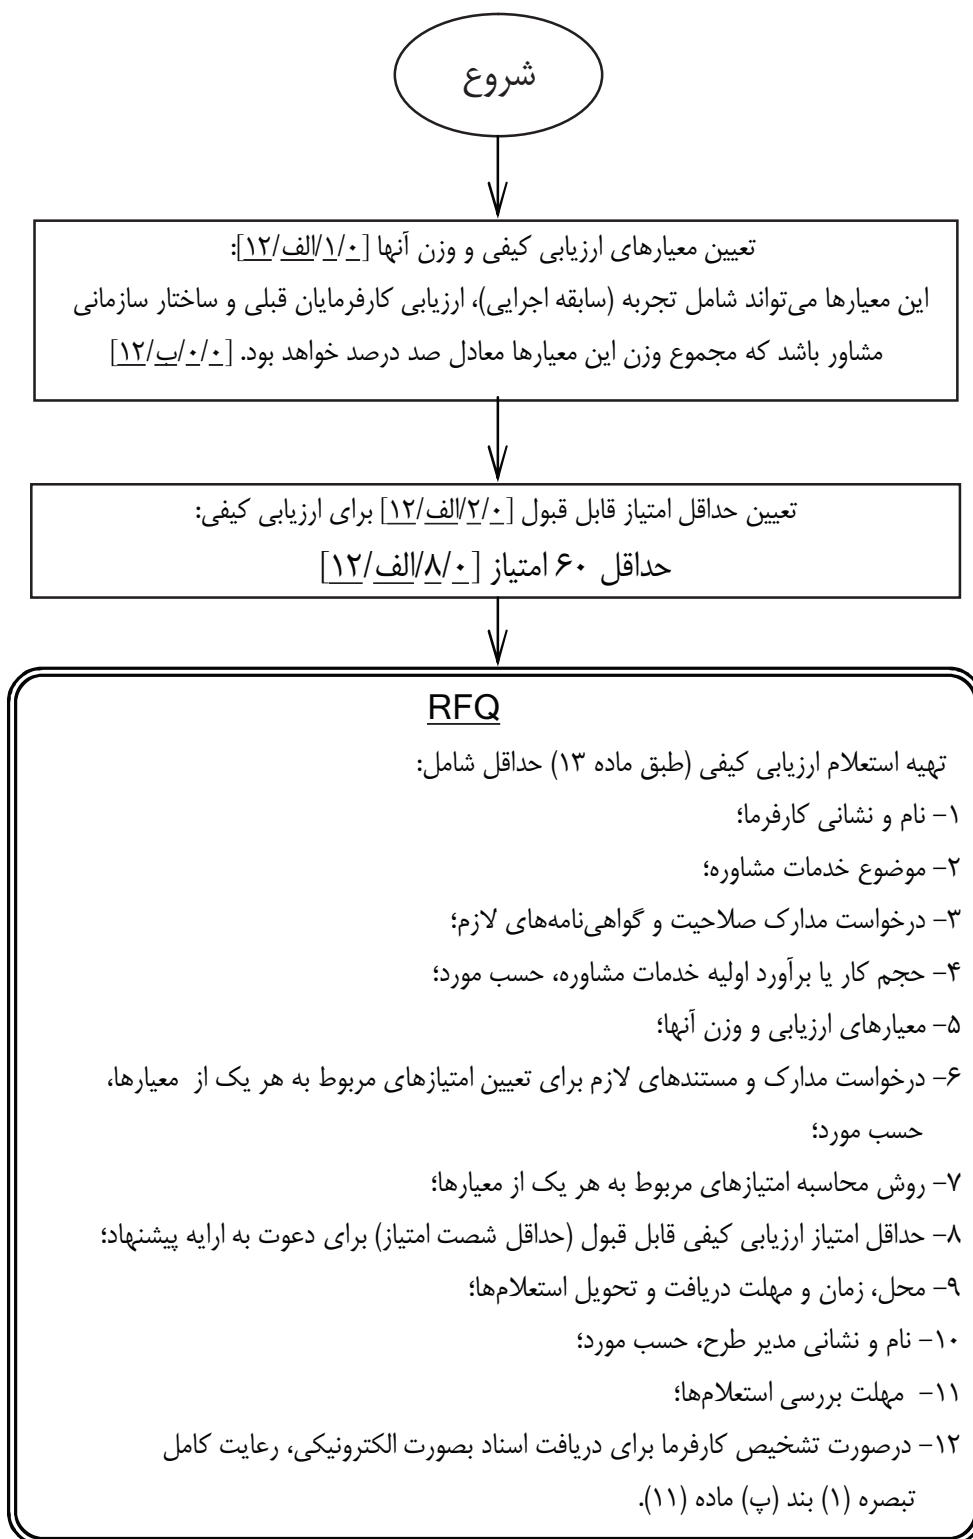 شروع
تعیین معیارهای ارزیابی کیفی و وزن آنها [۱۲/الف/۱/۰]:
این معیارها می‌تواند شامل تجربه (سابقه اجرایی)، ارزیابی کارفرمایان قبلی و ساختار سازمانی
مشاور باشد که مجموع وزن این معیارها معادل صد درصد خواهد بود. [۱۲/ب/۰/۰]
تعیین حداقل امتیاز قابل قبول [۱۲/الف/۲/۰] برای ارزیابی کیفی:
حداقل ۶۰ امتیاز [۱۲/الف/۸/۰]
RFQ
تهیه استعلام ارزیابی کیفی (طبق ماده ۱۳) حداقل شامل:
۱- نام و نشانی کارفرما؛
۲- موضوع خدمات مشاوره؛
۳- درخواست مدارک صلاحیت و گواهی‌نامه‌های لازم؛
۴- حجم کار یا برآورد اولیه خدمات مشاوره، حسب مورد؛
۵- معیارهای ارزیابی و وزن آنها؛
۶- درخواست مدارک و مستندهای لازم برای تعیین امتیازهای مربوط به هر یک از معیارها،
حسب مورد؛
۷- روش محاسبه امتیازهای مربوط به هر یک از معیارها؛
۸- حداقل امتیاز ارزیابی کیفی قابل قبول (حداقل شصت امتیاز) برای دعوت به ارایه پیشنهاد؛
۹- محل، زمان و مهلت دریافت و تحویل استعلام‌ها؛
۱۰- نام و نشانی مدیر طرح، حسب مورد؛
۱۱- مهلت بررسی استعلام‌ها؛
۱۲- درصورت تشخیص کارفرما برای دریافت اسناد بصورت الکترونیکی، رعایت کامل
تبصره (۱) بند (پ) ماده (۱۱).